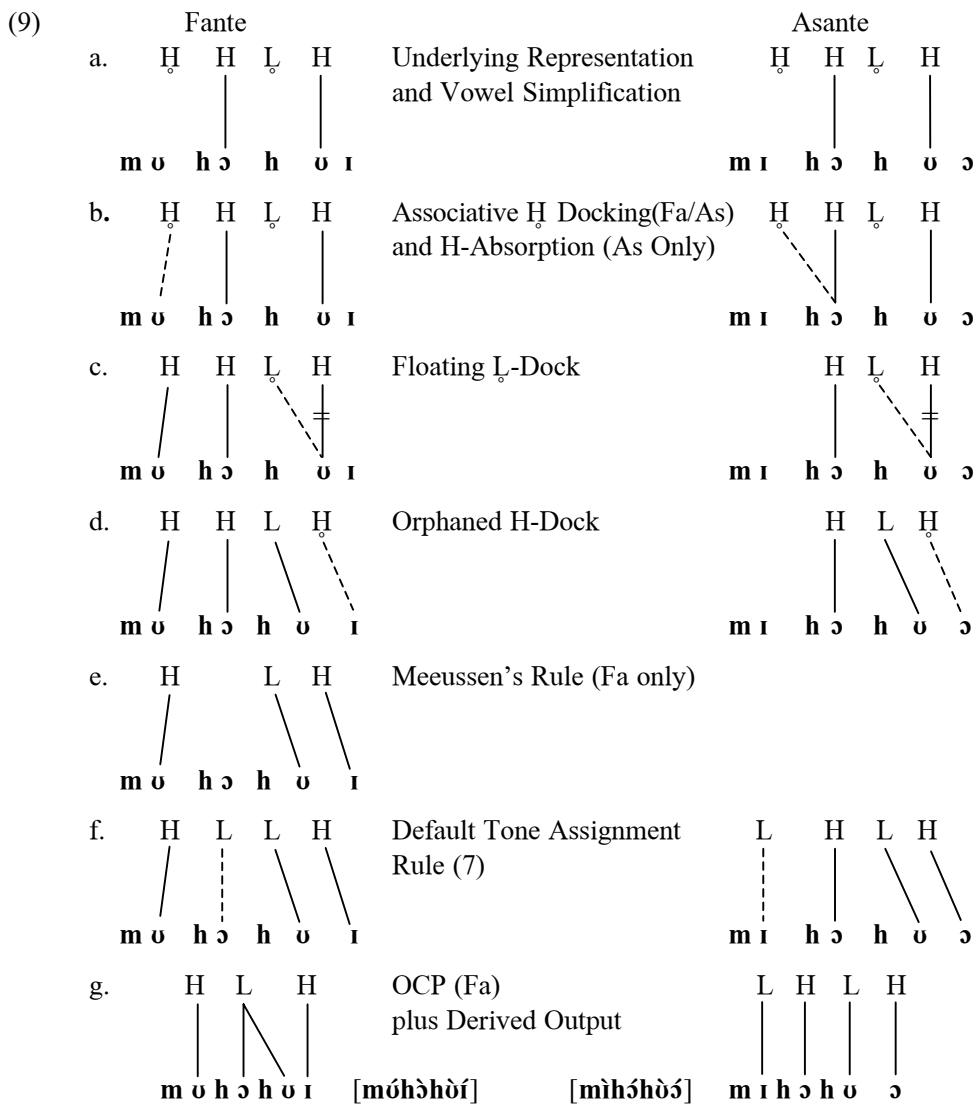 (9) Fante Asante
a. H̥ H L̥ H Underlying Representation H̥ H L̥ H
and Vowel Simplification
m ʊ h ɔ h ʊ ɪ m ɪ h ɔ h ʊ ɔ
b. H̥ H L̥ H Associative H̥ Docking(Fa/As) H̥ H L̥ H
and H-Absorption (As Only)
m ʊ h ɔ h ʊ ɪ m ɪ h ɔ h ʊ ɔ
c. H H L̥ H Floating L̥-Dock H L̥ H
m ʊ h ɔ h ʊ ɪ m ɪ h ɔ h ʊ ɔ
d. H H L H̥ Orphaned H-Dock H L H̥
m ʊ h ɔ h ʊ ɪ m ɪ h ɔ h ʊ ɔ
e. H L H Meeussen's Rule (Fa only)
m ʊ h ɔ h ʊ ɪ
f. H L L H Default Tone Assignment L H L H
Rule (7)
m ʊ h ɔ h ʊ ɪ m ɪ h ɔ h ʊ ɔ
g. H L H OCP (Fa) L H L H
plus Derived Output
m ʊ h ɔ h ʊ ɪ [mʊ́hɔ̀hʊ̀ɪ́] [mɪ̀hɔ́hʊ̀ɔ́] m ɪ h ɔ h ʊ ɔ